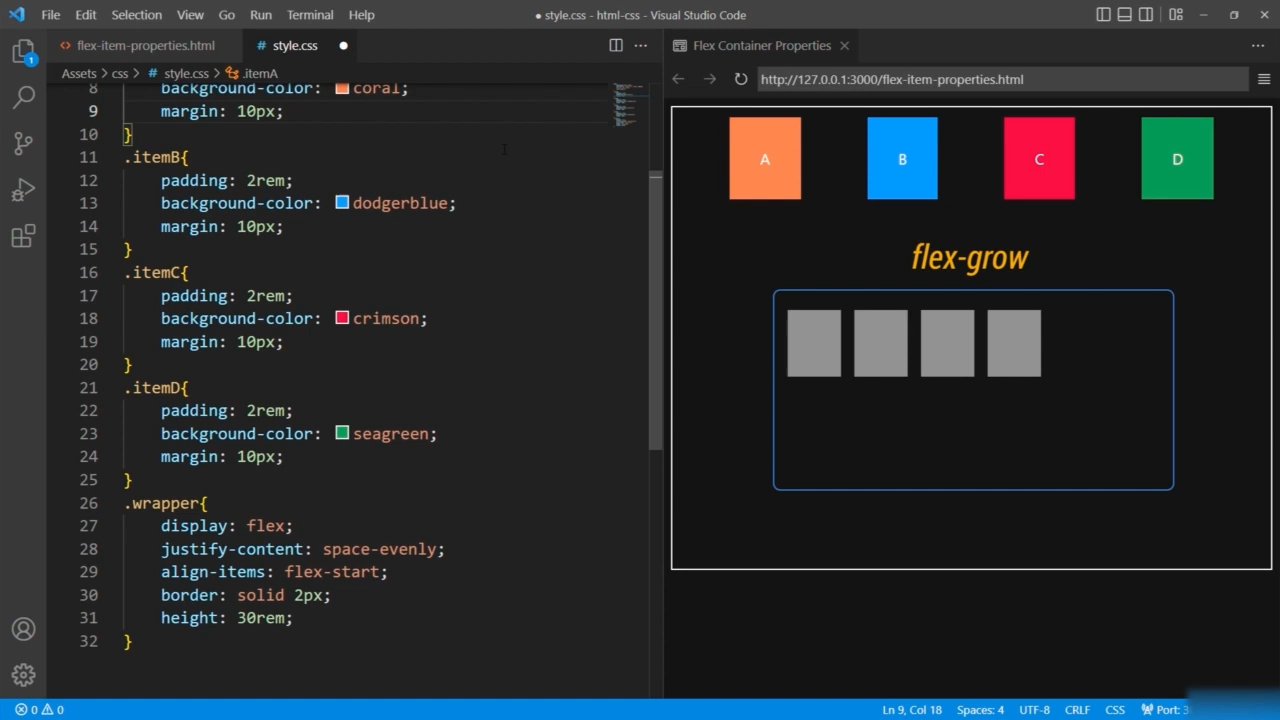 File Edit Selection View Go Run Terminal Help
● style.css - html-css - Visual Studio Code
flex-item-properties.html
# style.css ●
Flex Container Properties
Assets > css > # style.css > .itemA
http://127.0.0.1:3000/flex-item-properties.html
1
8 background-color: coral;
9 margin: 10px;
10 }
11 .itemB{
12 padding: 2rem;
13 background-color: dodgerblue;
14 margin: 10px;
15 }
16 .itemC{
17 padding: 2rem;
18 background-color: crimson;
19 margin: 10px;
20 }
21 .itemD{
22 padding: 2rem;
23 background-color: seagreen;
24 margin: 10px;
25 }
26 .wrapper{
27 display: flex;
28 justify-content: space-evenly;
29 align-items: flex-start;
30 border: solid 2px;
31 height: 30rem;
32 }
A B C D
flex-grow
0 0
Ln 9, Col 18 Spaces: 4 UTF-8 CRLF CSS Port: